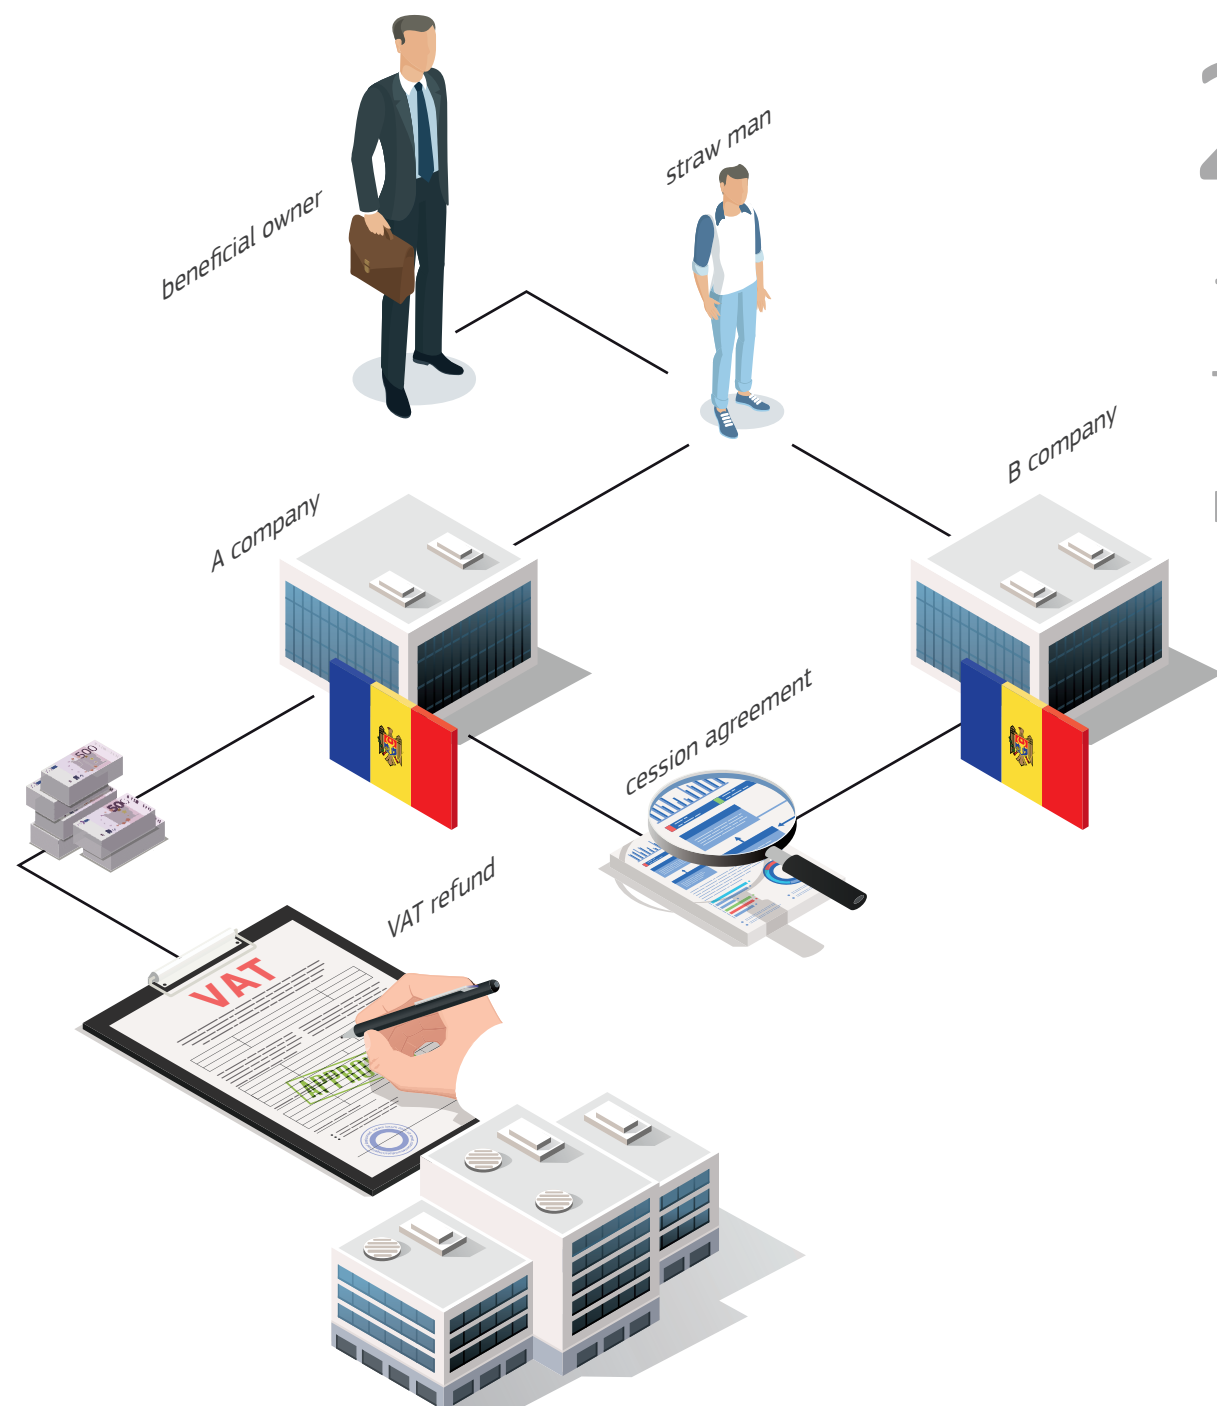 straw man
beneficial owner
B company
A company
cession agreement
500
500
VAT refund
VAT